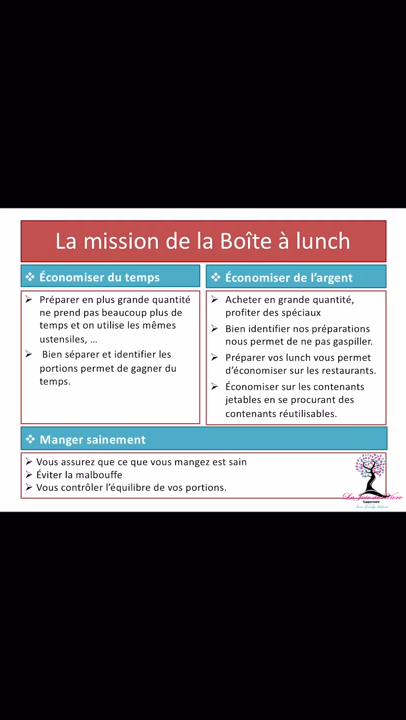 La mission de la Boîte à lunch
❖ Économiser du temps
➢ Préparer en plus grande quantité
ne prend pas beaucoup plus de
temps et on utilise les mêmes
ustensiles, ...
➢ Bien séparer et identifier les
portions permet de gagner du
temps.
❖ Économiser de l'argent
➢ Acheter en grande quantité,
profiter des spéciaux
➢ Bien identifier nos préparations
nous permet de ne pas gaspiller.
➢ Préparer vos lunch vous permet
d'économiser sur les restaurants.
➢ Économiser sur les contenants
jetables en se procurant des
contenants réutilisables.
❖ Manger sainement
➢ Vous assurez que ce que vous mangez est sain
➢ Éviter la malbouffe
➢ Vous contrôler l'équilibre de vos portions.